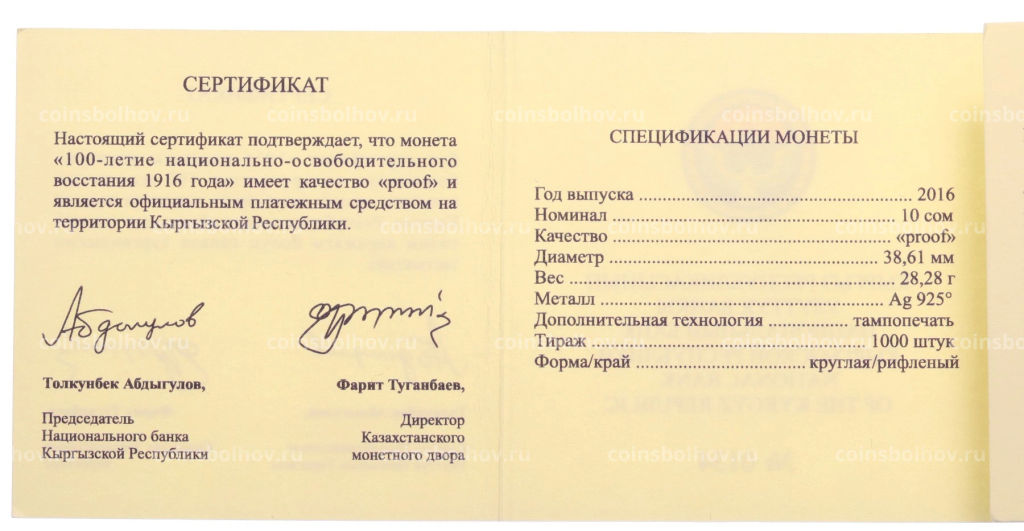 СЕРТИФИКАТ
Настоящий сертификат подтверждает, что монета
«100-летие национально-освободительного
восстания 1916 года» имеет качество «proof» и
является официальным платежным средством на
территории Кыргызской Республики.
Абдыгулов
Толкунбек Абдыгулов,
Председатель
Национального банка
Кыргызской Республики
Фарит Туганбаев,
Директор
Казахстанского
монетного двора
СПЕЦИФИКАЦИИ МОНЕТЫ
Год выпуска ........................................................ 2016
Номинал ........................................................ 10 сом
Качество ........................................................ «proof»
Диаметр ........................................................ 38,61 мм
Вес ........................................................ 28,28 г
Металл ........................................................ Ag 925°
Дополнительная технология ................ тампопечать
Тираж ........................................................ 1000 штук
Форма/край ................................... круглая/рифленый
coinsbolhov.ru